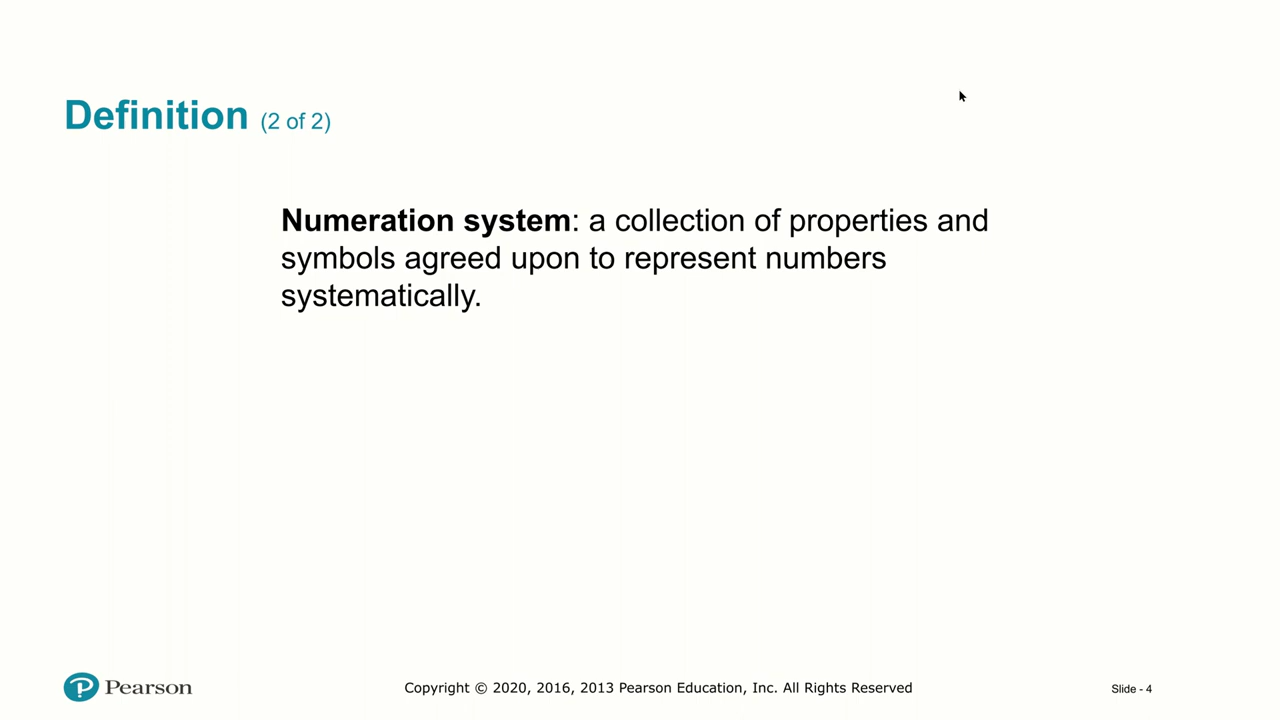 Definition (2 of 2)
Numeration system: a collection of properties and
symbols agreed upon to represent numbers
systematically.
Pearson
Copyright © 2020, 2016, 2013 Pearson Education, Inc. All Rights Reserved
Slide - 4